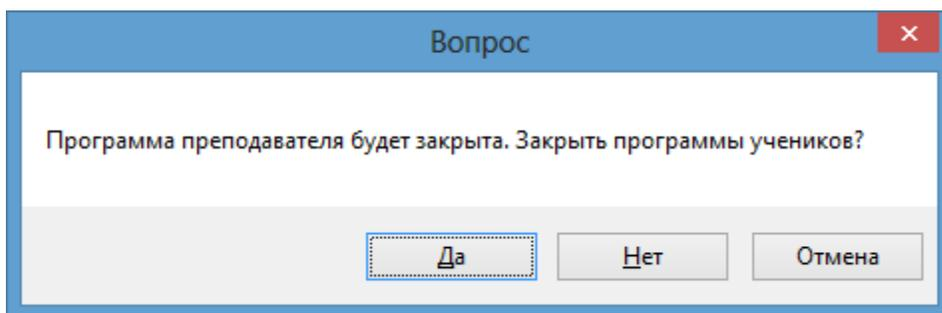 Вопрос
Программа преподавателя будет закрыта. Закрыть программы учеников?
Да
Нет
Отмена